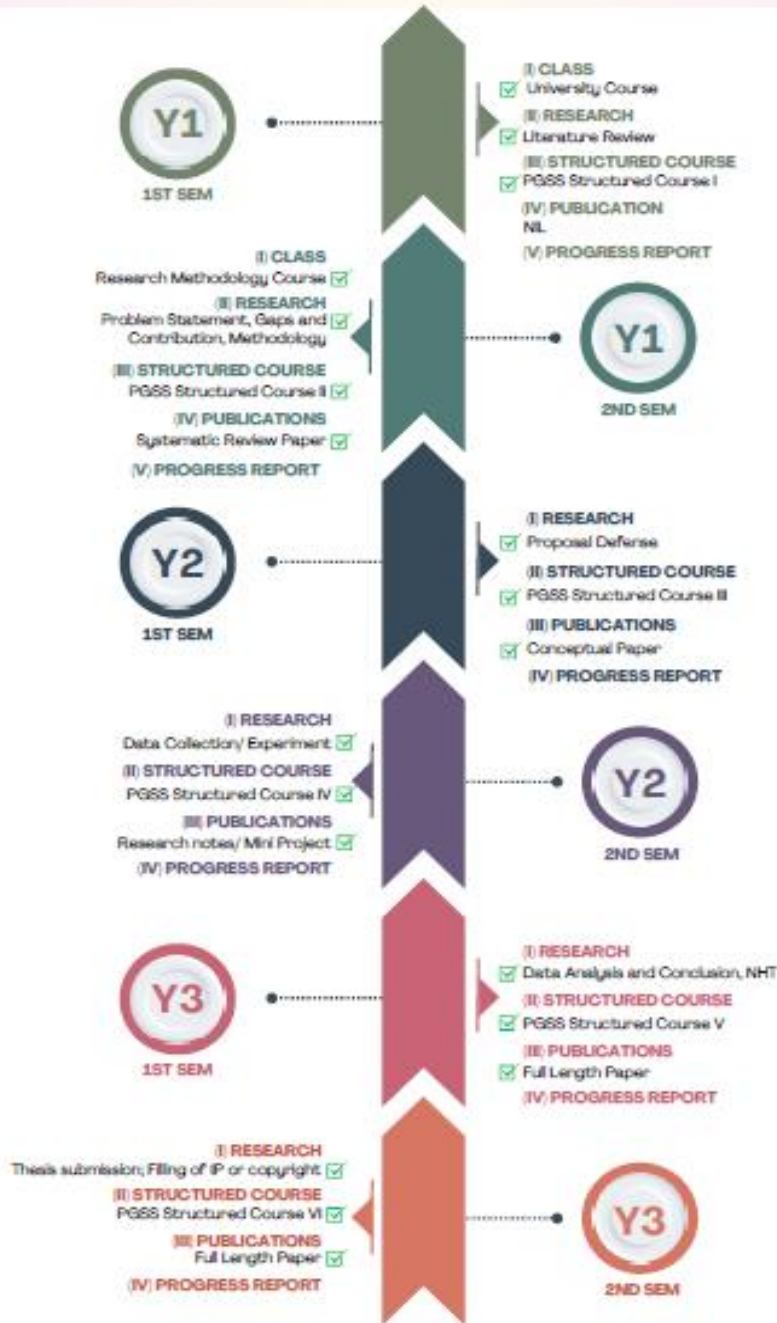 Y1
1ST SEM
(I) CLASS
University Course
(II) RESEARCH
Literature Review
(III) STRUCTURED COURSE
PGSS Structured Course I
(IV) PUBLICATION
NIL
(V) PROGRESS REPORT
(I) CLASS
Research Methodology Course
(II) RESEARCH
Problem Statement, Gaps and
Contribution, Methodology
(III) STRUCTURED COURSE
PGSS Structured Course II
(IV) PUBLICATIONS
Systematic Review Paper
(V) PROGRESS REPORT
Y1
2ND SEM
Y2
1ST SEM
(I) RESEARCH
Proposal Defense
(II) STRUCTURED COURSE
PGSS Structured Course III
(III) PUBLICATIONS
Conceptual Paper
(IV) PROGRESS REPORT
(I) RESEARCH
Data Collection/ Experiment
(II) STRUCTURED COURSE
PGSS Structured Course IV
(III) PUBLICATIONS
Research notes/ Mini Project
(IV) PROGRESS REPORT
Y2
2ND SEM
Y3
1ST SEM
(I) RESEARCH
Data Analysis and Conclusion, NHT
(II) STRUCTURED COURSE
PGSS Structured Course V
(III) PUBLICATIONS
Full Length Paper
(IV) PROGRESS REPORT
(I) RESEARCH
Thesis submission; Filling of IP or copyright
(II) STRUCTURED COURSE
PGSS Structured Course VI
(III) PUBLICATIONS
Full Length Paper
(IV) PROGRESS REPORT
Y3
2ND SEM